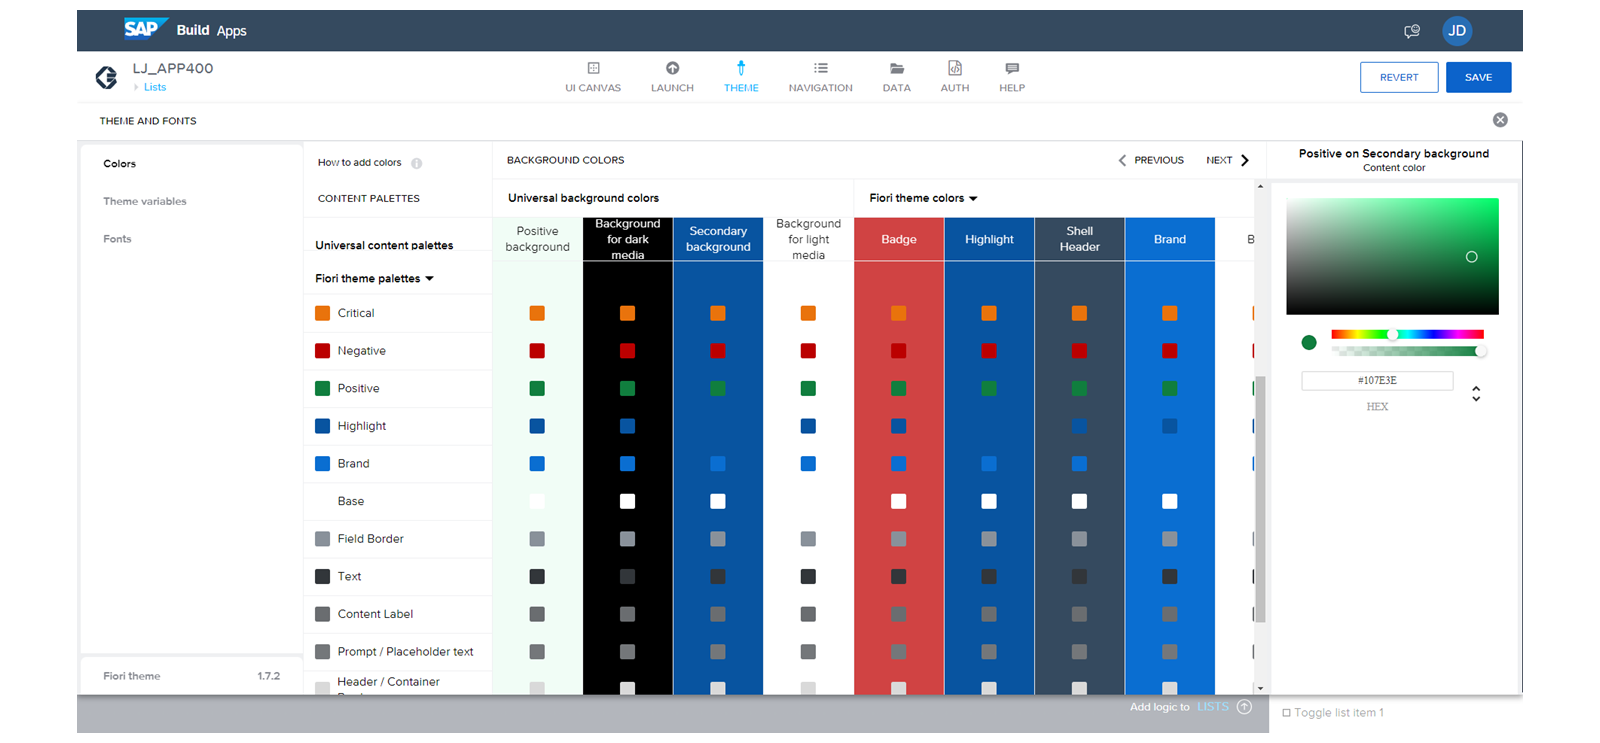 SAP Build Apps
JD
LJ_APP400
Lists
UI CANVAS
LAUNCH
THEME
NAVIGATION
DATA
AUTH
HELP
REVERT
SAVE
THEME AND FONTS
Colors
Theme variables
Fonts
Fiori theme 1.7.2
How to add colors
CONTENT PALETTES
Universal content palettes
Fiori theme palettes
Critical
Negative
Positive
Highlight
Brand
Base
Field Border
Text
Content Label
Prompt / Placeholder text
Header / Container
BACKGROUND COLORS
PREVIOUS
NEXT
Universal background colors
Fiori theme colors
Positive
background
Background
for dark
media
Secondary
background
Background
for light
media
Badge
Highlight
Shell
Header
Brand
B
Positive on Secondary background
Content color
#107E3E
HEX
Add logic to LISTS
Toggle list item 1